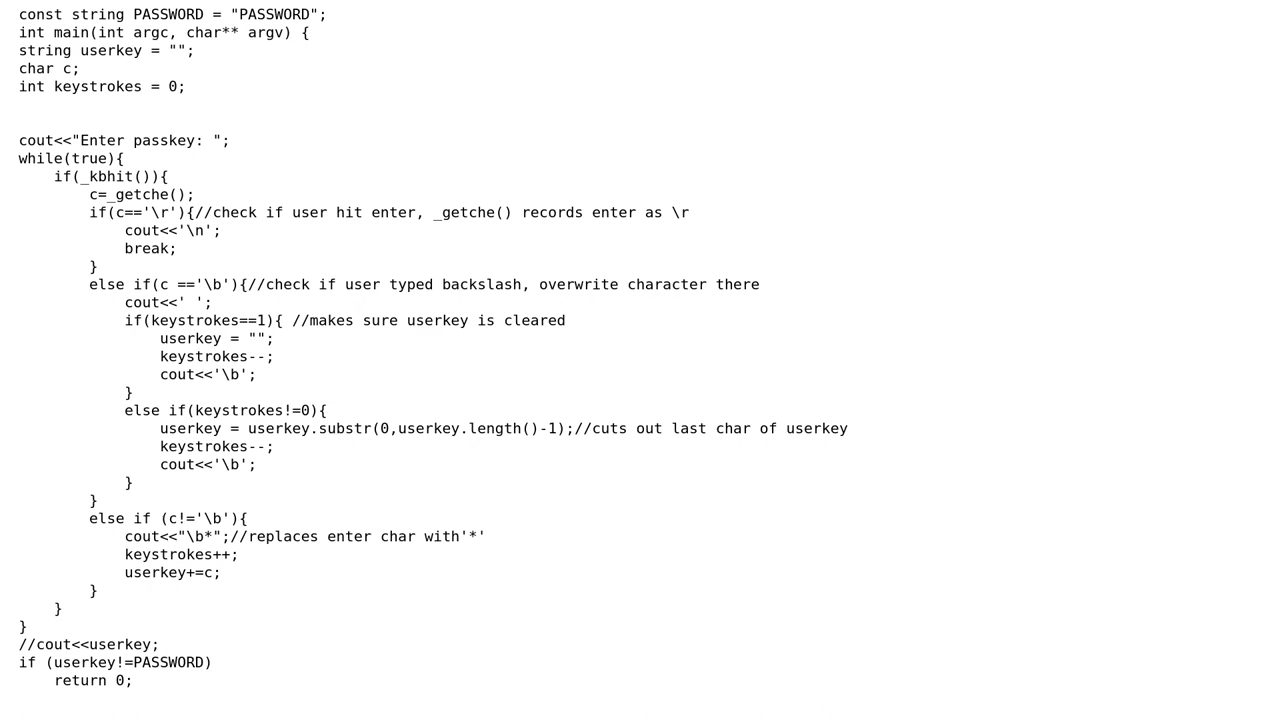 const string PASSWORD = "PASSWORD";
int main(int argc, char** argv) {
string userkey = "";
char c;
int keystrokes = 0;
cout<<"Enter passkey: ";
while(true){
    if(_kbhit()){
        c=_getche();
        if(c=='\r'){//check if user hit enter, _getche() records enter as \r
            cout<<'\n';
            break;
        }
        else if(c =='\b'){//check if user typed backslash, overwrite character there
            cout<<' ';
            if(keystrokes==1){ //makes sure userkey is cleared
                userkey = "";
                keystrokes--;
                cout<<'\b';
            }
            else if(keystrokes!=0){
                userkey = userkey.substr(0,userkey.length()-1);//cuts out last char of userkey
                keystrokes--;
                cout<<'\b';
            }
        }
        else if (c!='\b'){
            cout<<"\b*";//replaces enter char with'*'
            keystrokes++;
            userkey+=c;
        }
    }
}
//cout<<userkey;
if (userkey!=PASSWORD)
    return 0;